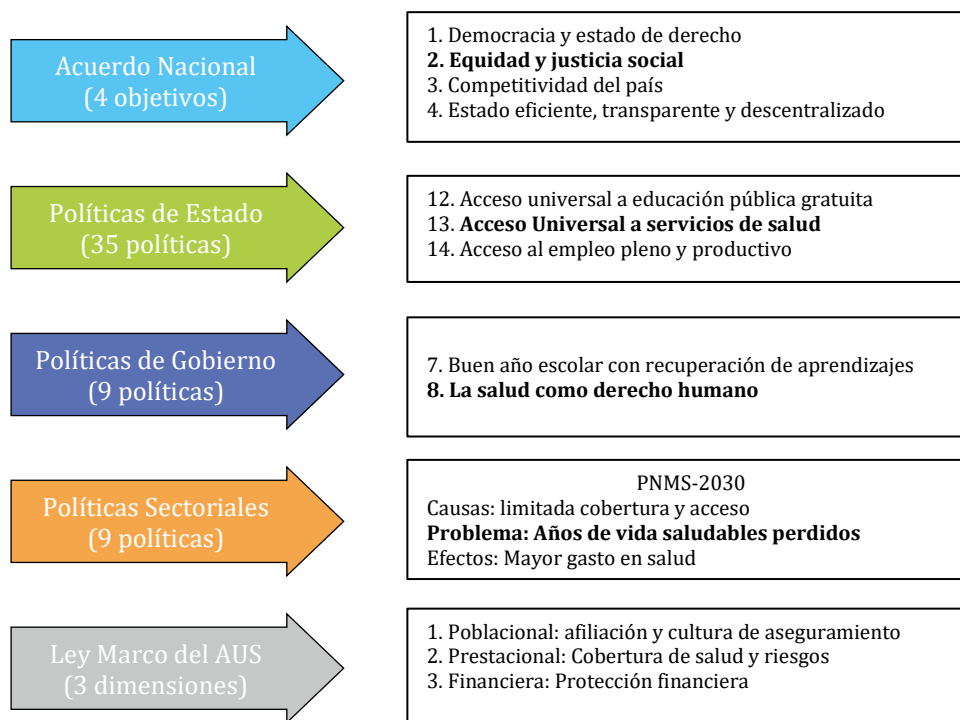 Acuerdo Nacional
(4 objetivos)
1. Democracia y estado de derecho
2. Equidad y justicia social
3. Competitividad del país
4. Estado eficiente, transparente y descentralizado
Políticas de Estado
(35 políticas)
12. Acceso universal a educación pública gratuita
13. Acceso Universal a servicios de salud
14. Acceso al empleo pleno y productivo
Políticas de Gobierno
(9 políticas)
7. Buen año escolar con recuperación de aprendizajes
8. La salud como derecho humano
Políticas Sectoriales
(9 políticas)
PNMS-2030
Causas: limitada cobertura y acceso
Problema: Años de vida saludables perdidos
Efectos: Mayor gasto en salud
Ley Marco del AUS
(3 dimensiones)
1. Poblacional: afiliación y cultura de aseguramiento
2. Prestacional: Cobertura de salud y riesgos
3. Financiera: Protección financiera